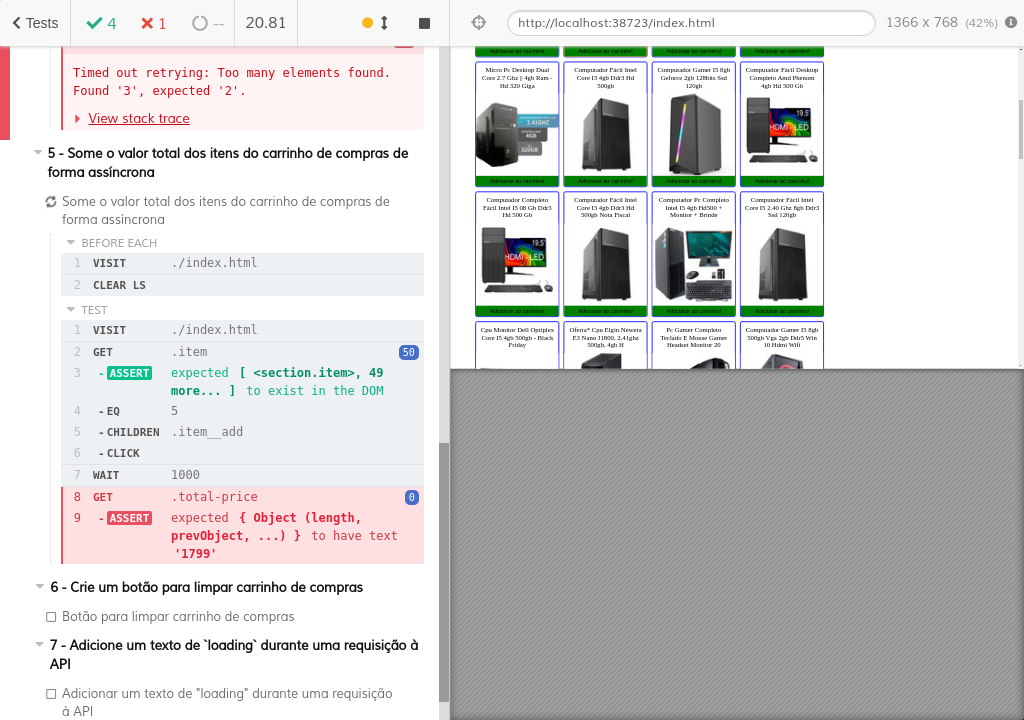 Tests
4
1
--
20.81
http://localhost:38723/index.html
1366 x 768 (42%)
Timed out retrying: Too many elements found.
Found '3', expected '2'.
View stack trace
5 - Some o valor total dos itens do carrinho de compras de
forma assíncrona
Some o valor total dos itens do carrinho de compras de
forma assíncrona
BEFORE EACH
1 VISIT ./index.html
2 CLEAR LS
TEST
1 VISIT ./index.html
2 GET .item 50
3 - ASSERT expected [ <section.item>, 49
more... ] to exist in the DOM
4 - EQ 5
5 - CHILDREN .item__add
6 - CLICK
7 WAIT 1000
8 GET .total-price 0
9 - ASSERT expected { Object (length,
prevObject, ...) } to have text
'1799'
6 - Crie um botão para limpar carrinho de compras
Botão para limpar carrinho de compras
7 - Adicione um texto de `loading` durante uma requisição à
API
Adicionar um texto de "loading" durante uma requisição
à API
Adicionar ao carrinho! Adicionar ao carrinho! Adicionar ao carrinho! Adicionar ao carrinho!
Micro Pc Desktop Dual
Core 2.7 Ghz || 4gb Ram -
Hd 320 Giga
2.41GHZ
4GB
320GB
Adicionar ao carrinho!
Computador Fácil Intel
Core I3 4gb Ddr3 Hd
500gb
Adicionar ao carrinho!
Computador Gamer I5 8gb
Geforce 2gb 128bits Ssd
120gb
Adicionar ao carrinho!
Computador Fácil Desktop
Completo Amd Phenom
4gb Hd 500 Gb
19,5"
HDMI - LED
Adicionar ao carrinho!
Computador Completo
Fácil Intel I5 08 Gb Ddr3
Hd 500 Gb
19,5"
HDMI - LED
Adicionar ao carrinho!
Computador Fácil Intel
Core I3 4gb Ddr3 Hd
500gb Nota Fiscal
Adicionar ao carrinho!
Computador Pc Completo
Intel I5 4gb Hd500 +
Monitor + Brinde
Adicionar ao carrinho!
Computador Fácil Intel
Core I5 2.40 Ghz 8gb Ddr3
Ssd 120gb
Adicionar ao carrinho!
Cpu Monitor Dell Optiplex
Core I5 4gb 500gb - Black
Friday
Oferta* Cpu Elgin Newera
E3 Nano J1800, 2,41ghz
500gb, 4gb H
Pc Gamer Completo
Teclado E Mouse Gamer
Headset Monitor 20
Computador Gamer I5 8gb
500gb Vga 2gb Ddr5 Win
10 Hdmi Wifi